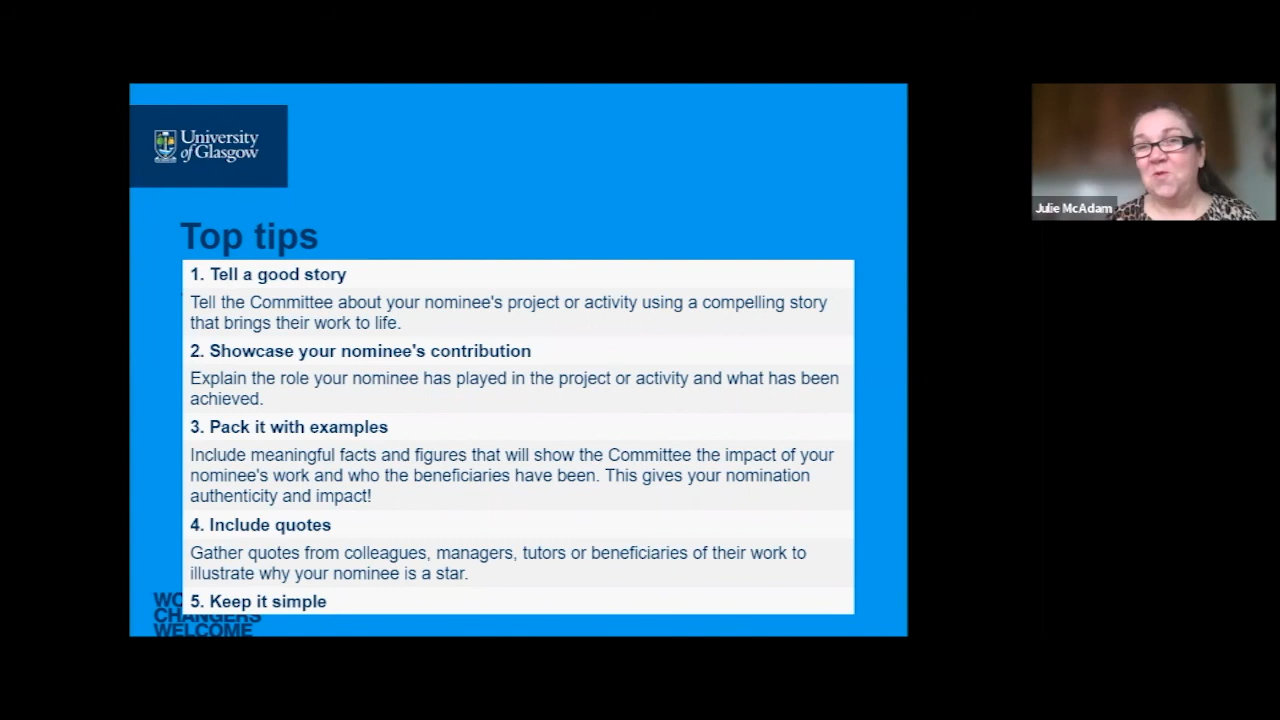 University
of Glasgow
Julie McAdam
Top tips
1. Tell a good story
Tell the Committee about your nominee's project or activity using a compelling story
that brings their work to life.
2. Showcase your nominee's contribution
Explain the role your nominee has played in the project or activity and what has been
achieved.
3. Pack it with examples
Include meaningful facts and figures that will show the Committee the impact of your
nominee's work and who the beneficiaries have been. This gives your nomination
authenticity and impact!
4. Include quotes
Gather quotes from colleagues, managers, tutors or beneficiaries of their work to
illustrate why your nominee is a star.
5. Keep it simple
CHANGERS
WELCOME